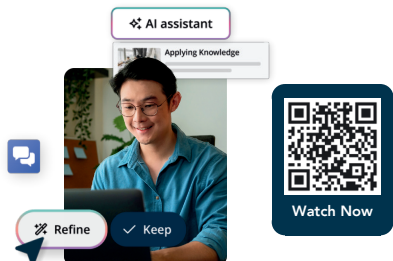 AI assistant
Applying Knowledge
Refine
Keep
Watch Now